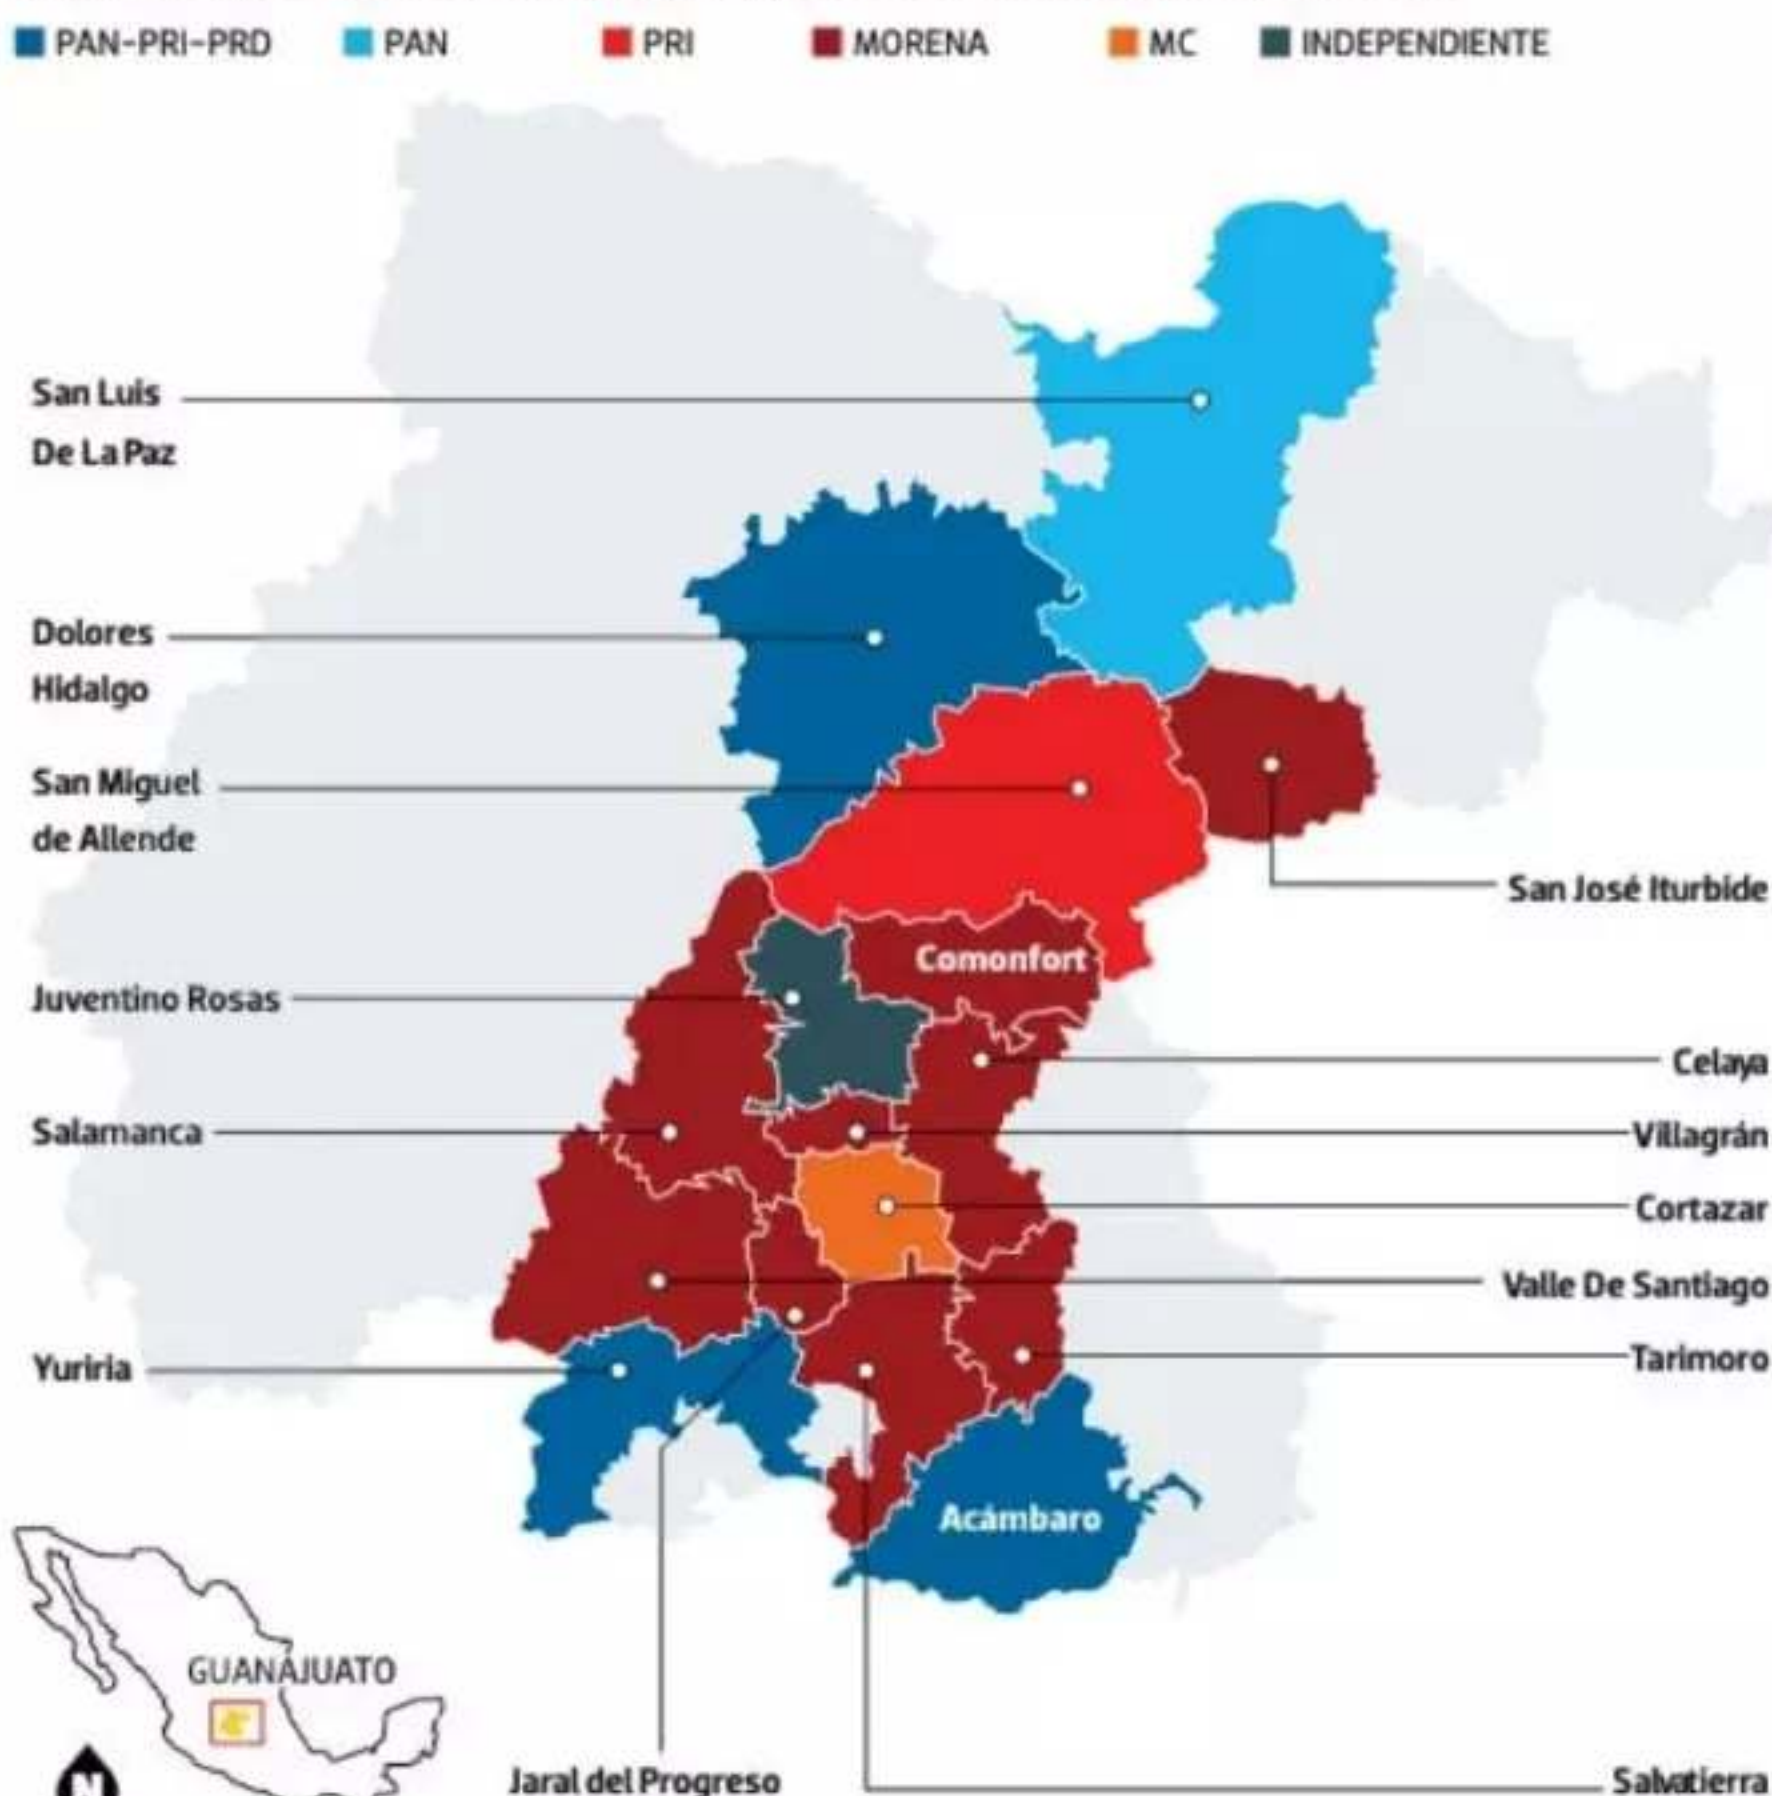 PAN-PRI-PRD PAN PRI MORENA MC INDEPENDIENTE
San Luis
De La Paz
Dolores
Hidalgo
San Miguel
de Allende
San José Iturbide
Comonfort
Juventino Rosas
Celaya
Salamanca
Villagrán
Cortazar
Valle De Santiago
Yuriria
Tarimoro
Acámbaro
GUANAJUATO
Jaral del Progreso
Salvatierra
N